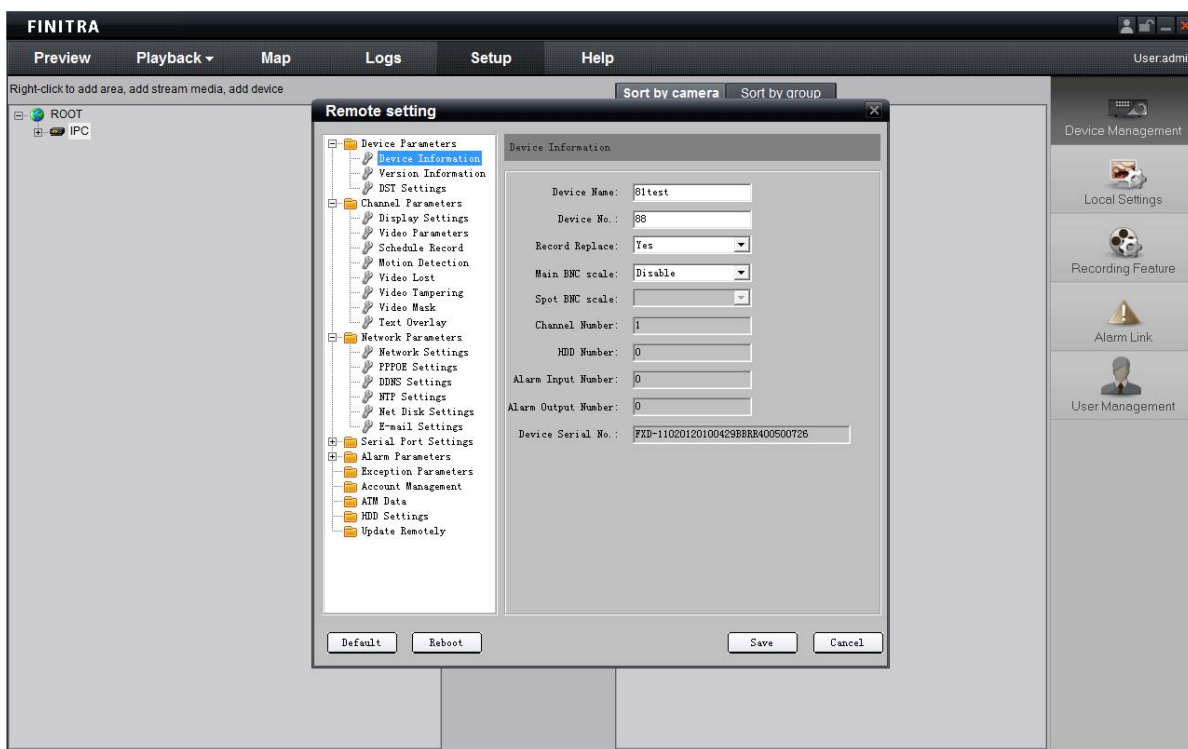 FINITRA
Preview Playback Map Logs Setup Help User:admi
Right-click to add area, add stream media, add device
Sort by camera Sort by group
ROOT
IPC
Remote setting
Device Parameters
Device Information
Version Information
DST Settings
Channel Parameters
Display Settings
Video Parameters
Schedule Record
Motion Detection
Video Lost
Video Tampering
Video Mask
Text Overlay
Network Parameters
Network Settings
PPPOE Settings
DDNS Settings
NTP Settings
Net Disk Settings
E-mail Settings
Serial Port Settings
Alarm Parameters
Exception Parameters
Account Management
ATM Data
HDD Settings
Update Remotely
Device Information
Device Name: 81test
Device No.: 88
Record Replace: Yes
Main BNC scale: Disable
Spot BNC scale:
Channel Number: 1
HDD Number: 0
Alarm Input Number: 0
Alarm Output Number: 0
Device Serial No.: FXD-11020120100429BBRR400500726
Default Reboot Save Cancel
Device Management
Local Settings
Recording Feature
Alarm Link
User Management